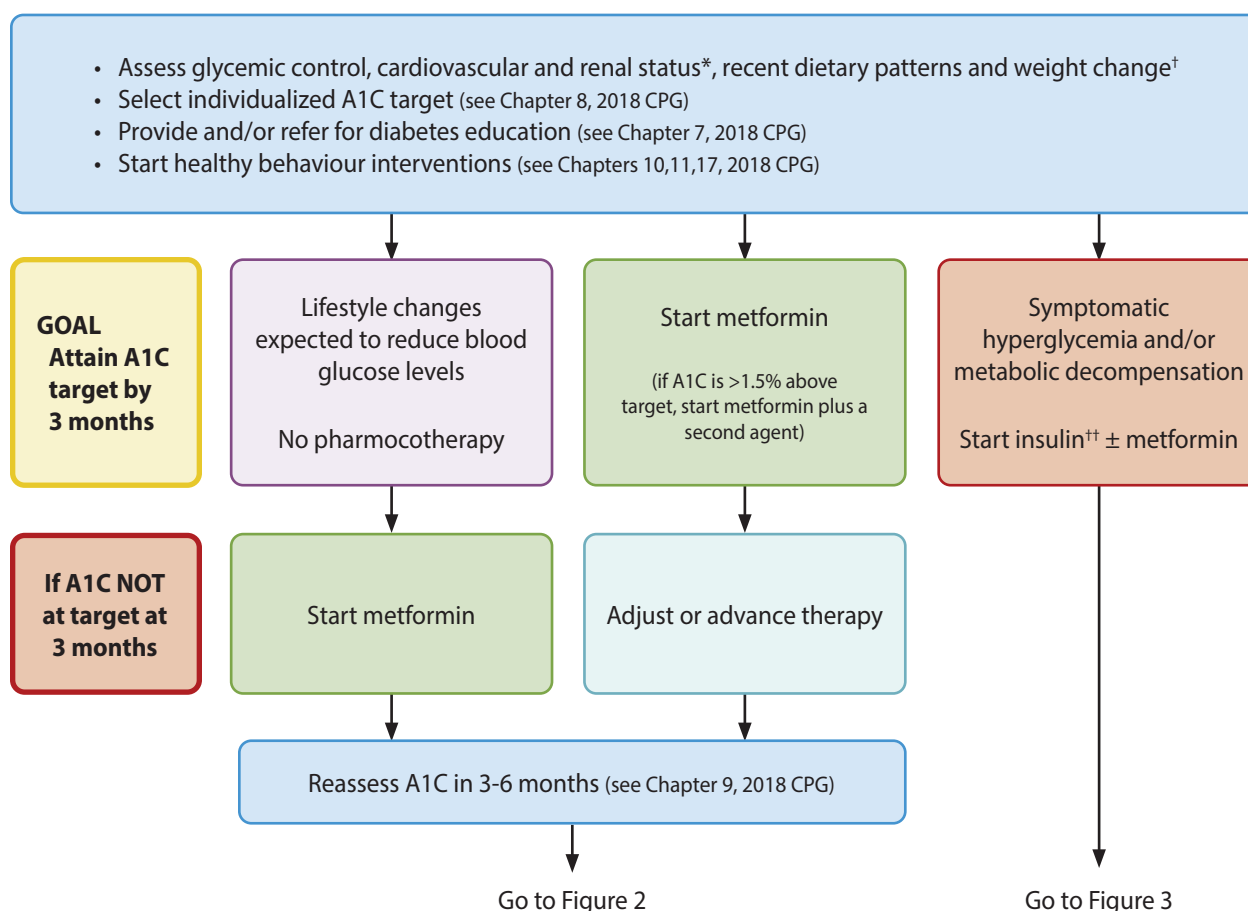 • Assess glycemic control, cardiovascular and renal status*, recent dietary patterns and weight change†
• Select individualized A1C target (see Chapter 8, 2018 CPG)
• Provide and/or refer for diabetes education (see Chapter 7, 2018 CPG)
• Start healthy behaviour interventions (see Chapters 10,11,17, 2018 CPG)
GOAL
Attain A1C
target by
3 months
Lifestyle changes
expected to reduce blood
glucose levels
No pharmocotherapy
Start metformin
(if A1C is >1.5% above
target, start metformin plus a
second agent)
Symptomatic
hyperglycemia and/or
metabolic decompensation
Start insulin†† ± metformin
If A1C NOT
at target at
3 months
Start metformin
Adjust or advance therapy
Reassess A1C in 3-6 months (see Chapter 9, 2018 CPG)
Go to Figure 2
Go to Figure 3